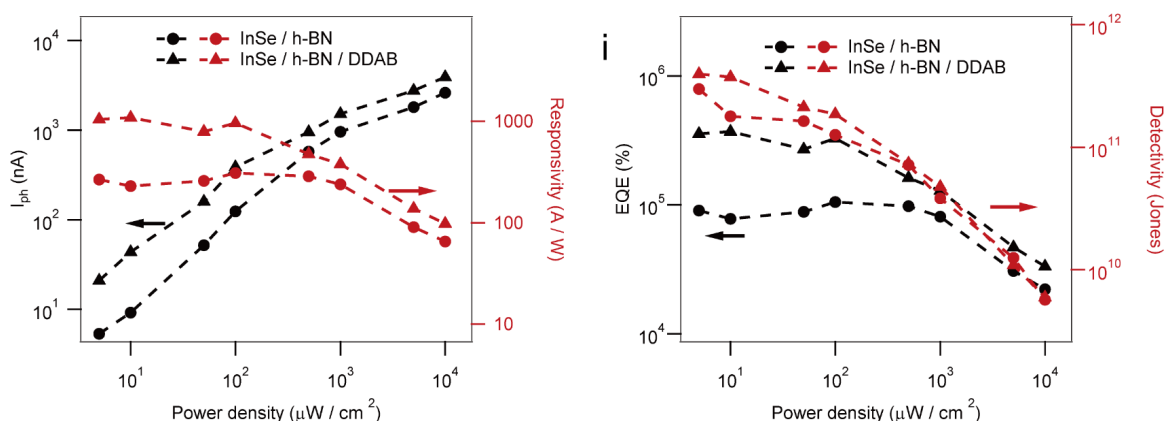 InSe / h-BN
InSe / h-BN / DDAB
10⁴
10³
10²
10¹
I_ph (nA)
1000
100
10
Responsivity (A / W)
10¹ 10² 10³ 10⁴
Power density (μW / cm²)
i
InSe / h-BN
InSe / h-BN / DDAB
10⁶
10⁵
10⁴
EQE (%)
10¹²
10¹¹
10¹⁰
Detectivity (Jones)
10¹ 10² 10³ 10⁴
Power density (μW / cm²)